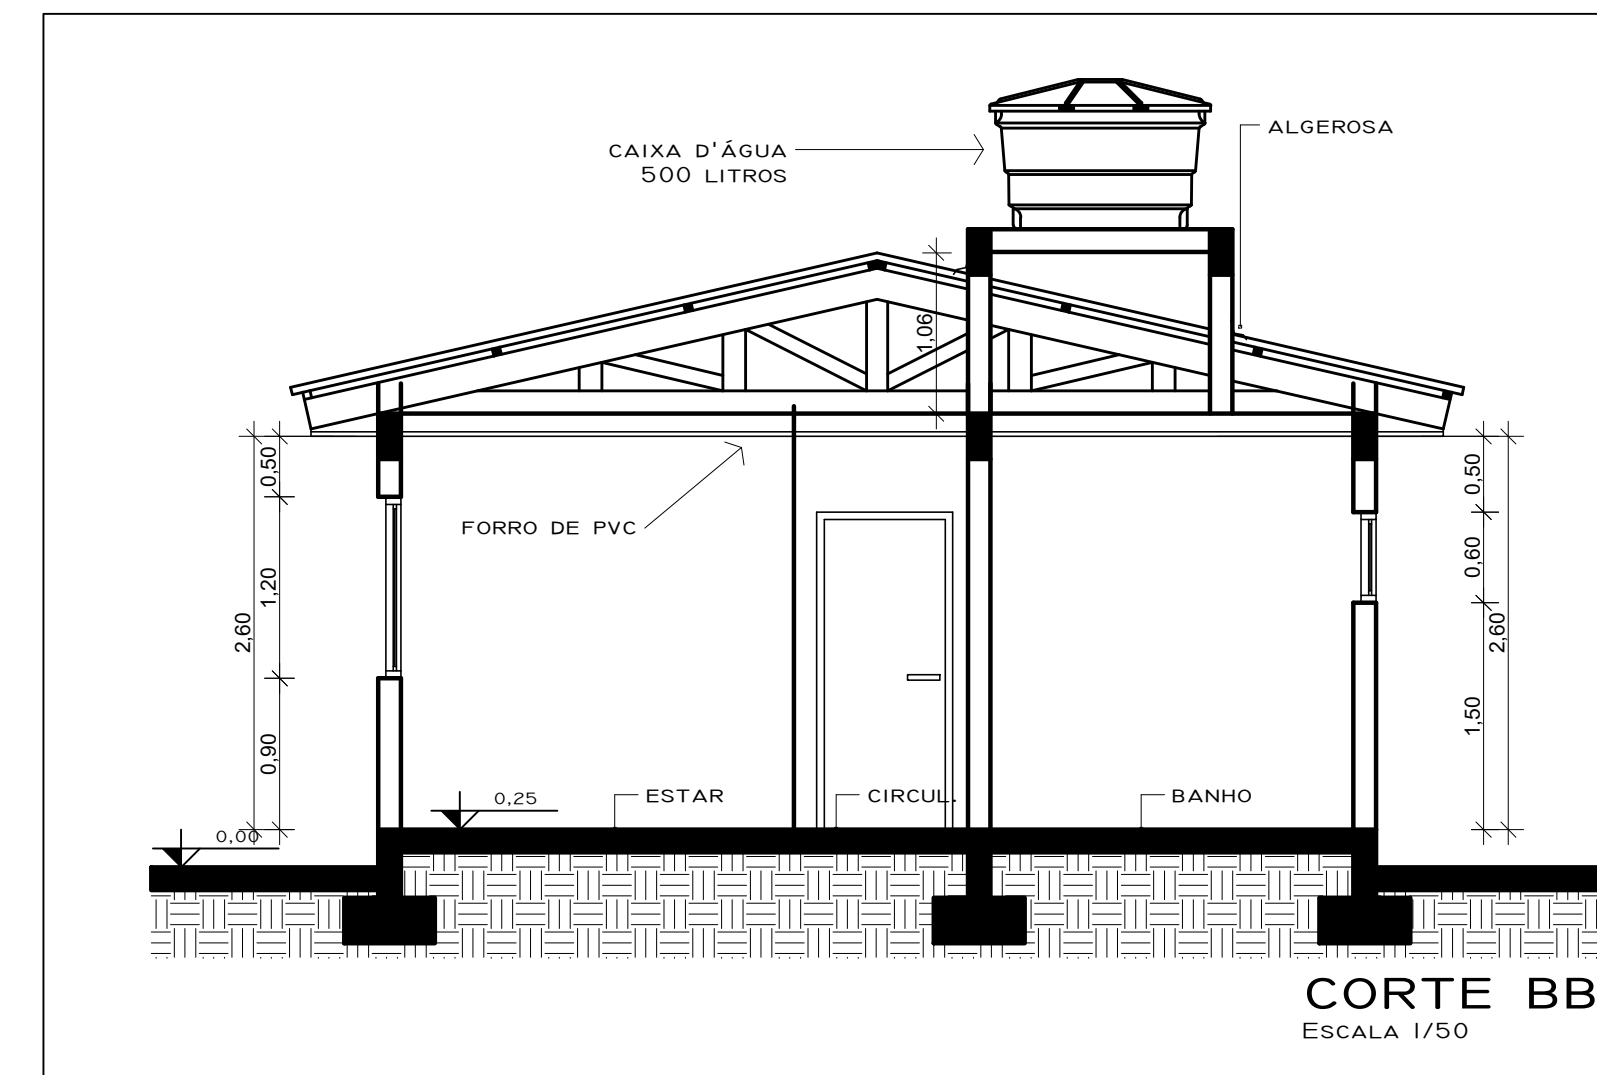 ALGEROSA
CAIXA D'ÁGUA
500 LITROS
1,06
0,50
0,50
FORRO DE PVC
0,60
1,20
2,60
2,60
1,50
0,90
0,25
ESTAR
CIRCUL.
BANHO
0,00
CORTE BB
ESCALA 1/50